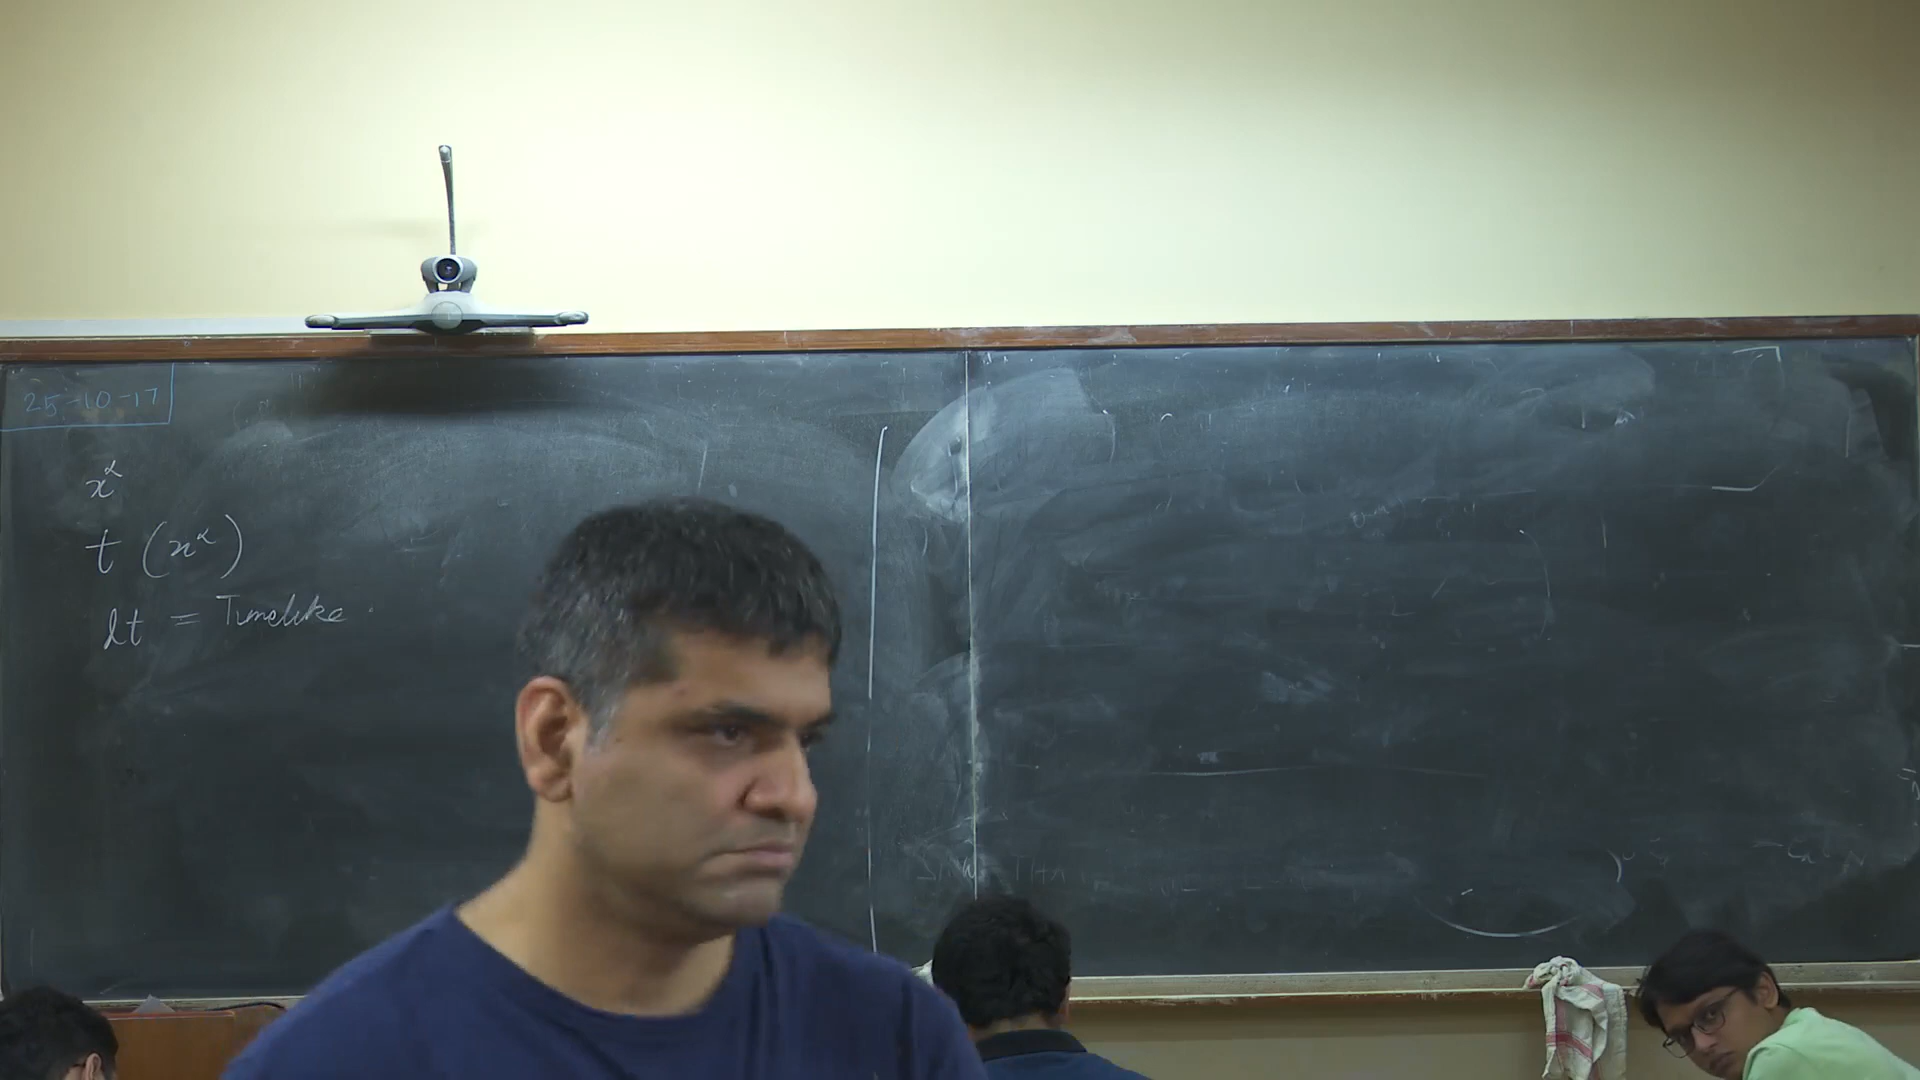 25-10-17
x^α
t (x^α)
dt = Timelike.